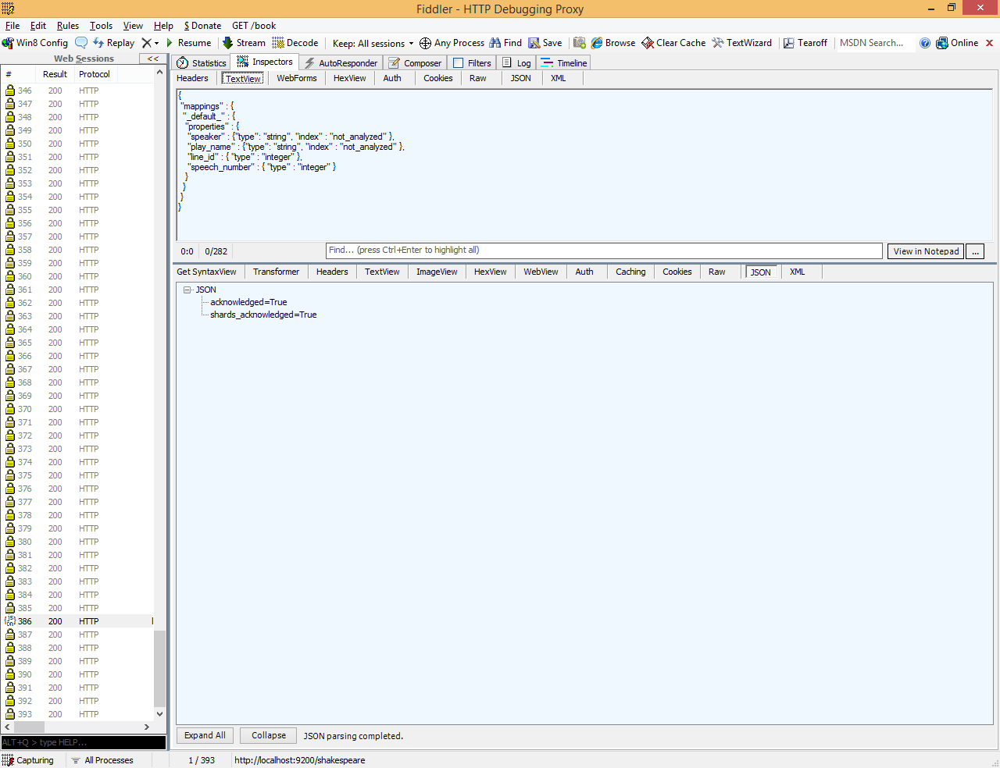 Fiddler - HTTP Debugging Proxy
File Edit Rules Tools View Help $ Donate GET /book
Win8 Config Replay Resume Stream Decode Keep: All sessions Any Process Find Save Browse Clear Cache TextWizard Tearoff MSDN Search... Online
Web Sessions <<
# Result Protocol
346 200 HTTP
347 200 HTTP
348 200 HTTP
349 200 HTTP
350 200 HTTP
351 200 HTTP
352 200 HTTP
353 200 HTTP
354 200 HTTP
355 200 HTTP
356 200 HTTP
357 200 HTTP
358 200 HTTP
359 200 HTTP
360 200 HTTP
361 200 HTTP
362 200 HTTP
363 200 HTTP
364 200 HTTP
365 200 HTTP
366 200 HTTP
367 200 HTTP
368 200 HTTP
369 200 HTTP
370 200 HTTP
371 200 HTTP
372 200 HTTP
373 200 HTTP
374 200 HTTP
375 200 HTTP
376 200 HTTP
377 200 HTTP
378 200 HTTP
379 200 HTTP
380 200 HTTP
381 200 HTTP
382 200 HTTP
383 200 HTTP
384 200 HTTP
385 200 HTTP
386 200 HTTP
387 200 HTTP
388 200 HTTP
389 200 HTTP
390 200 HTTP
391 200 HTTP
392 200 HTTP
393 200 HTTP
ALT+Q > type HELP...
Statistics Inspectors AutoResponder Composer Filters Log Timeline
Headers TextView WebForms HexView Auth Cookies Raw JSON XML
{
"mappings" : {
"_default_" : {
"properties" : {
"speaker" : {"type": "string", "index" : "not_analyzed" },
"play_name" : {"type": "string", "index" : "not_analyzed" },
"line_id" : { "type" : "integer" },
"speech_number" : { "type" : "integer" }
}
}
}
}
0:0 0/282 Find... (press Ctrl+Enter to highlight all) View in Notepad ...
Get SyntaxView Transformer Headers TextView ImageView HexView WebView Auth Caching Cookies Raw JSON XML
JSON
acknowledged=True
shards_acknowledged=True
Expand All Collapse JSON parsing completed.
Capturing All Processes 1 / 393 http://localhost:9200/shakespeare